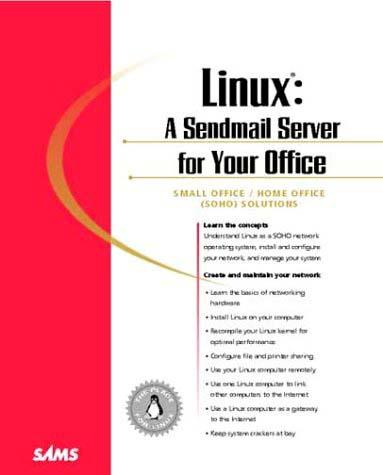 Linux®:
A Sendmail Server
for Your Office
SMALL OFFICE / HOME OFFICE
(SOHO) SOLUTIONS
Learn the concepts
Understand Linux as a SOHO network
operating system, install and configure
your network, and manage your system
Create and maintain your network
• Learn the basics of networking
hardware
• Install Linux on your computer
• Recompile your Linux kernel for
optimal performance
• Configure file and printer sharing
• Use your Linux computer remotely
• Use one Linux computer to link
other computers to the Internet
• Use a Linux computer as a gateway
to the Internet
• Keep system crackers at bay
SAMS